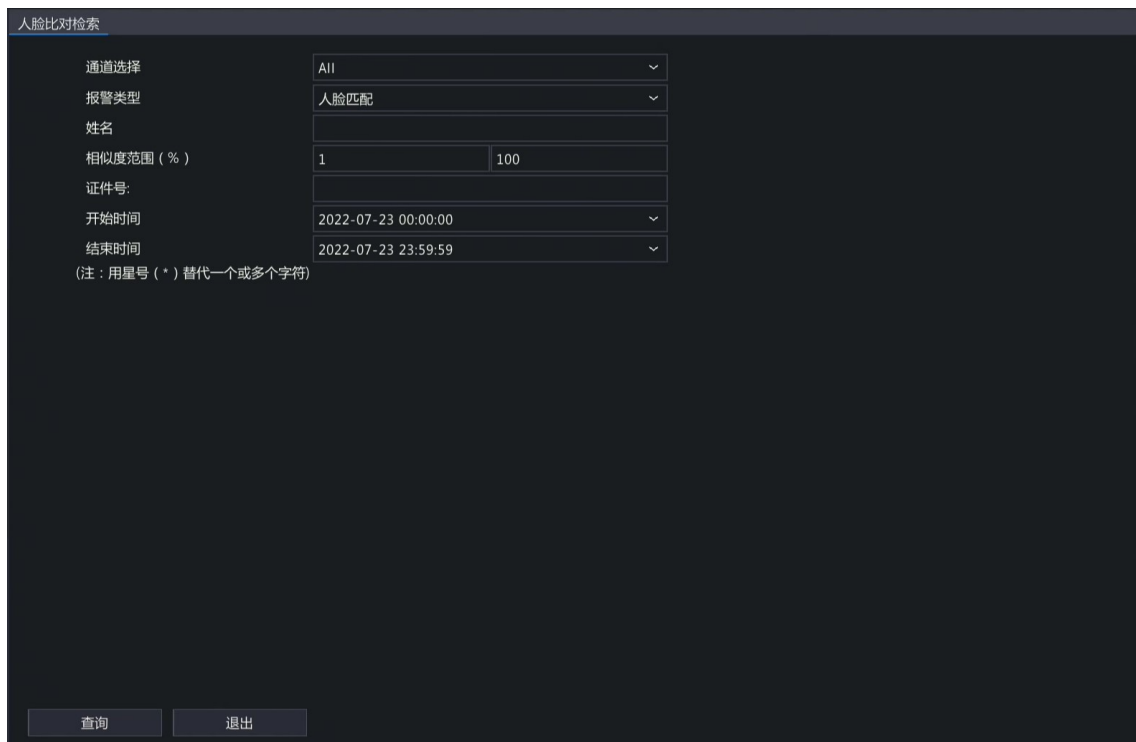 人脸比对检索
通道选择 All
报警类型 人脸匹配
姓名
相似度范围（%） 1 100
证件号:
开始时间 2022-07-23 00:00:00
结束时间 2022-07-23 23:59:59
(注：用星号（*）替代一个或多个字符)
查询 退出